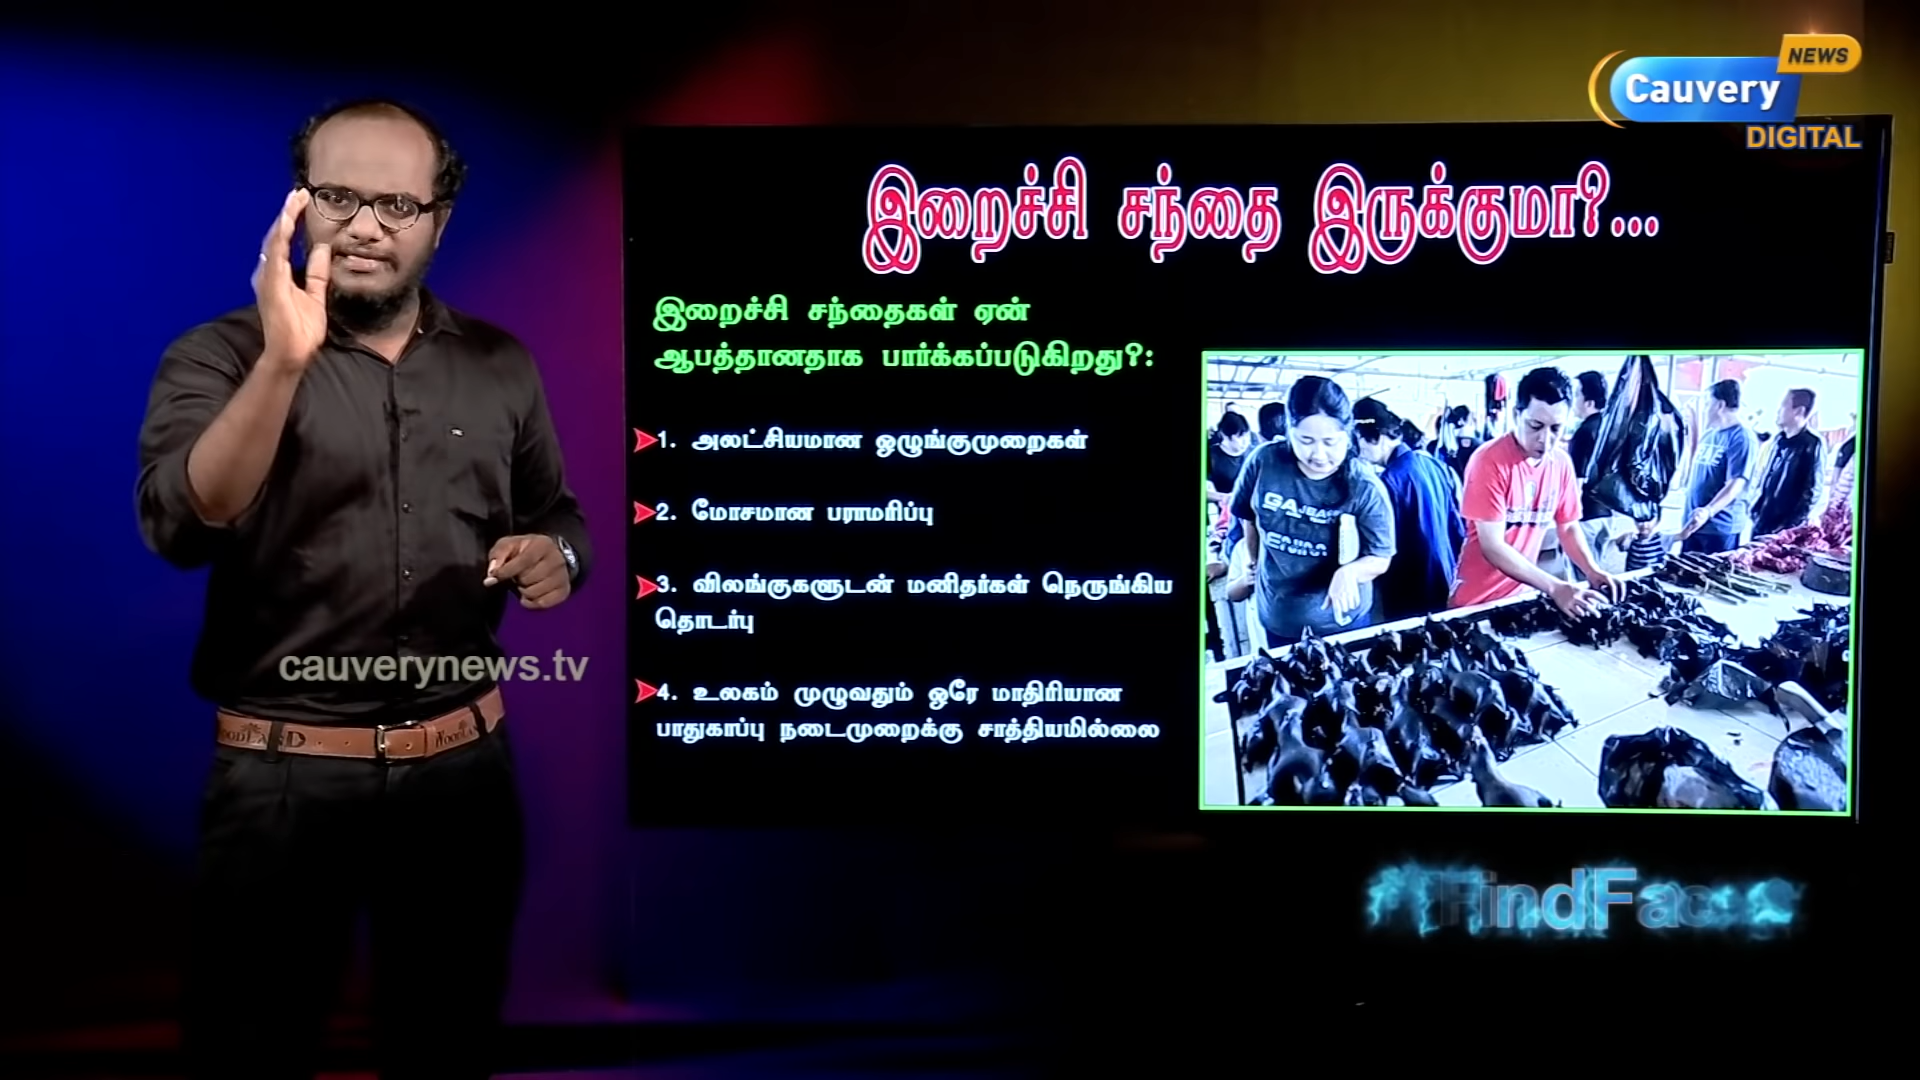 NEWS
Cauvery
DIGITAL
இறைச்சி சந்தை இருக்குமா?...
இறைச்சி சந்தைகள் ஏன்
ஆபத்தானதாக பார்க்கப்படுகிறது?:
1. அலட்சியமான ஒழுங்குமுறைகள்
2. மோசமான பராமரிப்பு
3. விலங்குகளுடன் மனிதர்கள் நெருங்கிய
தொடர்பு
4. உலகம் முழுவதும் ஒரே மாதிரியான
பாதுகாப்பு நடைமுறைக்கு சாத்தியமில்லை
cauverynews.tv